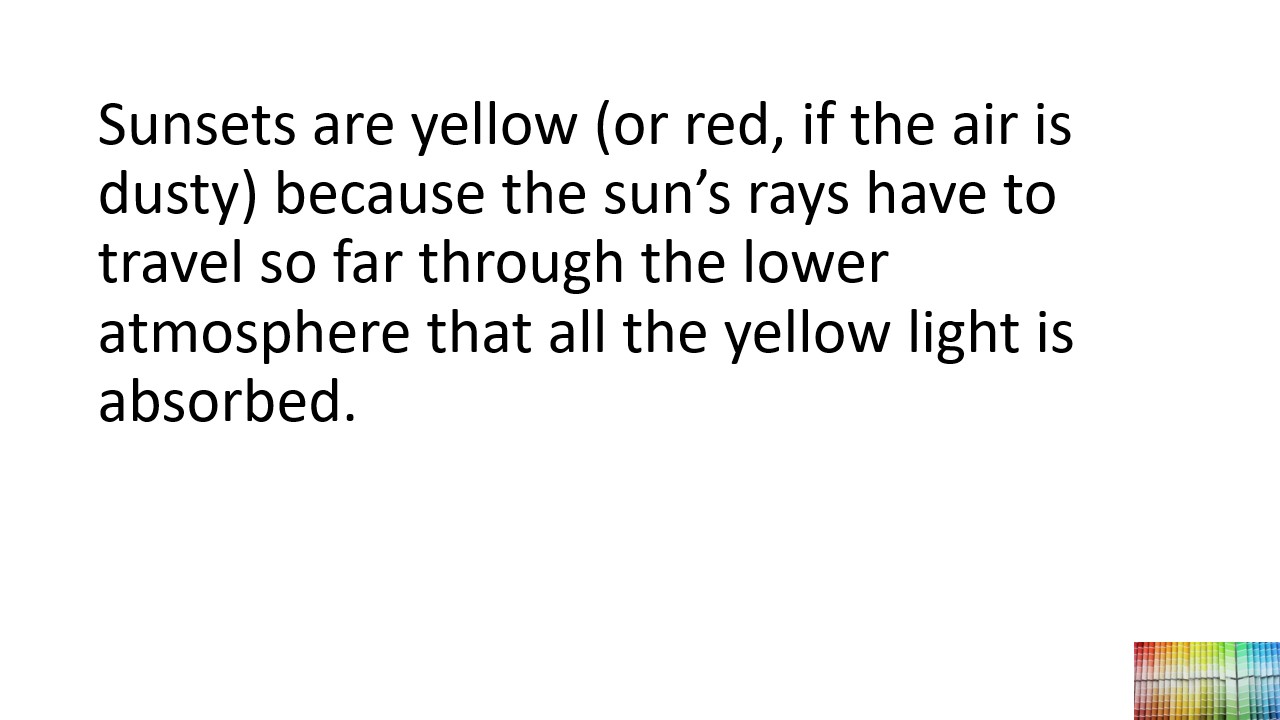 Sunsets are yellow (or red, if the air is
dusty) because the sun’s rays have to
travel so far through the lower
atmosphere that all the yellow light is
absorbed.